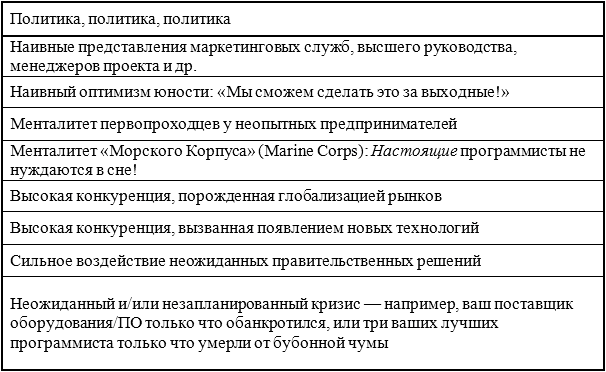 Политика, политика, политика
Наивные представления маркетинговых служб, высшего руководства,
менеджеров проекта и др.
Наивный оптимизм юности: «Мы сможем сделать это за выходные!»
Менталитет первопроходцев у неопытных предпринимателей
Менталитет «Морского Корпуса» (Marine Corps): Настоящие программисты не
нуждаются в сне!
Высокая конкуренция, порожденная глобализацией рынков
Высокая конкуренция, вызванная появлением новых технологий
Сильное воздействие неожиданных правительственных решений
Неожиданный и/или незапланированный кризис — например, ваш поставщик
оборудования/ПО только что обанкротился, или три ваших лучших
программиста только что умерли от бубонной чумы